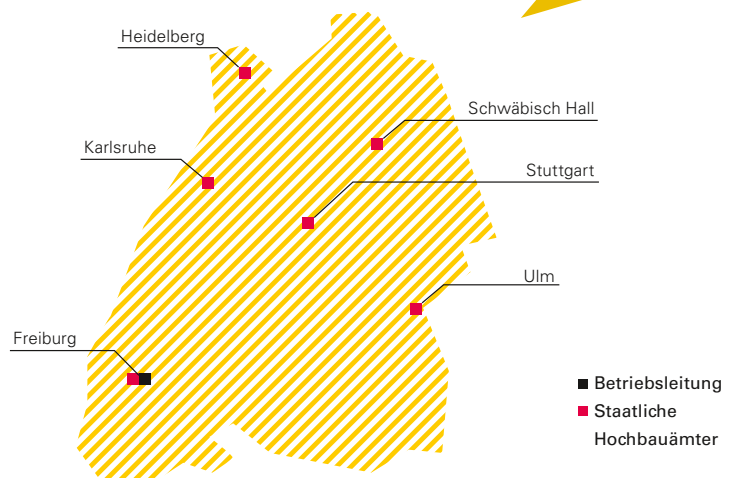 Heidelberg
Schwäbisch Hall
Karlsruhe
Stuttgart
Ulm
Freiburg
Betriebsleitung
Staatliche
Hochbauämter